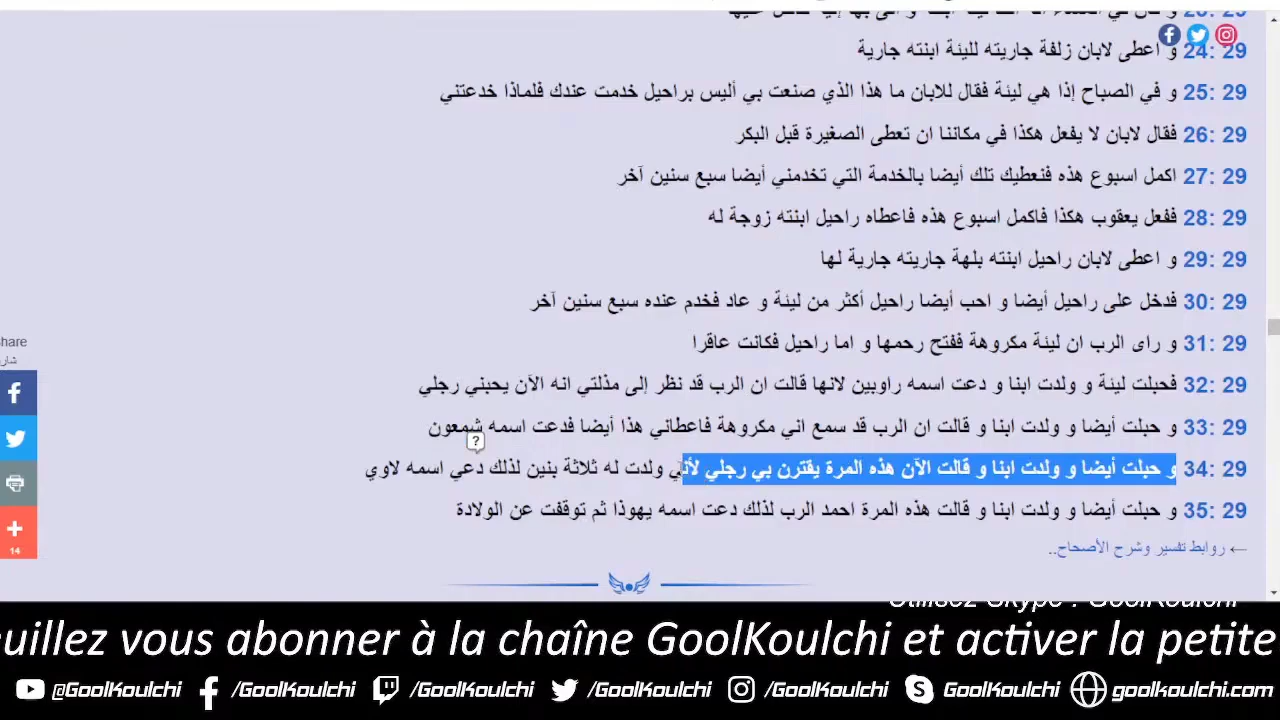 24: 29 و اعطى لابان زلفة جاريته لليئة ابنته جارية
25: 29 و في الصباح إذا هي ليئة فقال للابان ما هذا الذي صنعت بي أليس براحيل خدمت عندك فلماذا خدعتني
26: 29 فقال لابان لا يفعل هكذا في مكاننا ان تعطى الصغيرة قبل البكر
27: 29 اكمل اسبوع هذه فنعطيك تلك أيضا بالخدمة التي تخدمني أيضا سبع سنين آخر
28: 29 ففعل يعقوب هكذا فاكمل اسبوع هذه فاعطاه راحيل ابنته زوجة له
29: 29 و اعطى لابان راحيل ابنته بلهة جاريته جارية لها
30: 29 فدخل على راحيل أيضا و احب أيضا راحيل أكثر من ليئة و عاد فخدم عنده سبع سنين آخر
31: 29 و راى الرب ان ليئة مكروهة ففتح رحمها و اما راحيل فكانت عاقرا
32: 29 فحبلت ليئة و ولدت ابنا و دعت اسمه راوبين لانها قالت ان الرب قد نظر إلى مذلتي انه الآن يحبني رجلي
33: 29 و حبلت أيضا و ولدت ابنا و قالت ان الرب قد سمع اني مكروهة فاعطاني هذا أيضا فدعت اسمه شمعون
34: 29 و حبلت أيضا و ولدت ابنا و قالت الآن هذه المرة يقترن بي رجلي لأني ولدت له ثلاثة بنين لذلك دعي اسمه لاوي
35: 29 و حبلت أيضا و ولدت ابنا و قالت هذه المرة احمد الرب لذلك دعت اسمه يهوذا ثم توقفت عن الولادة
← روابط تفسير وشرح الأصحاح..
share
شار
14
Utilisez Skype : GoolKoulchi
euillez vous abonner à la chaîne GoolKoulchi et activer la petite
@GoolKoulchi /GoolKoulchi /GoolKoulchi /GoolKoulchi /GoolKoulchi GoolKoulchi goolkoulchi.com